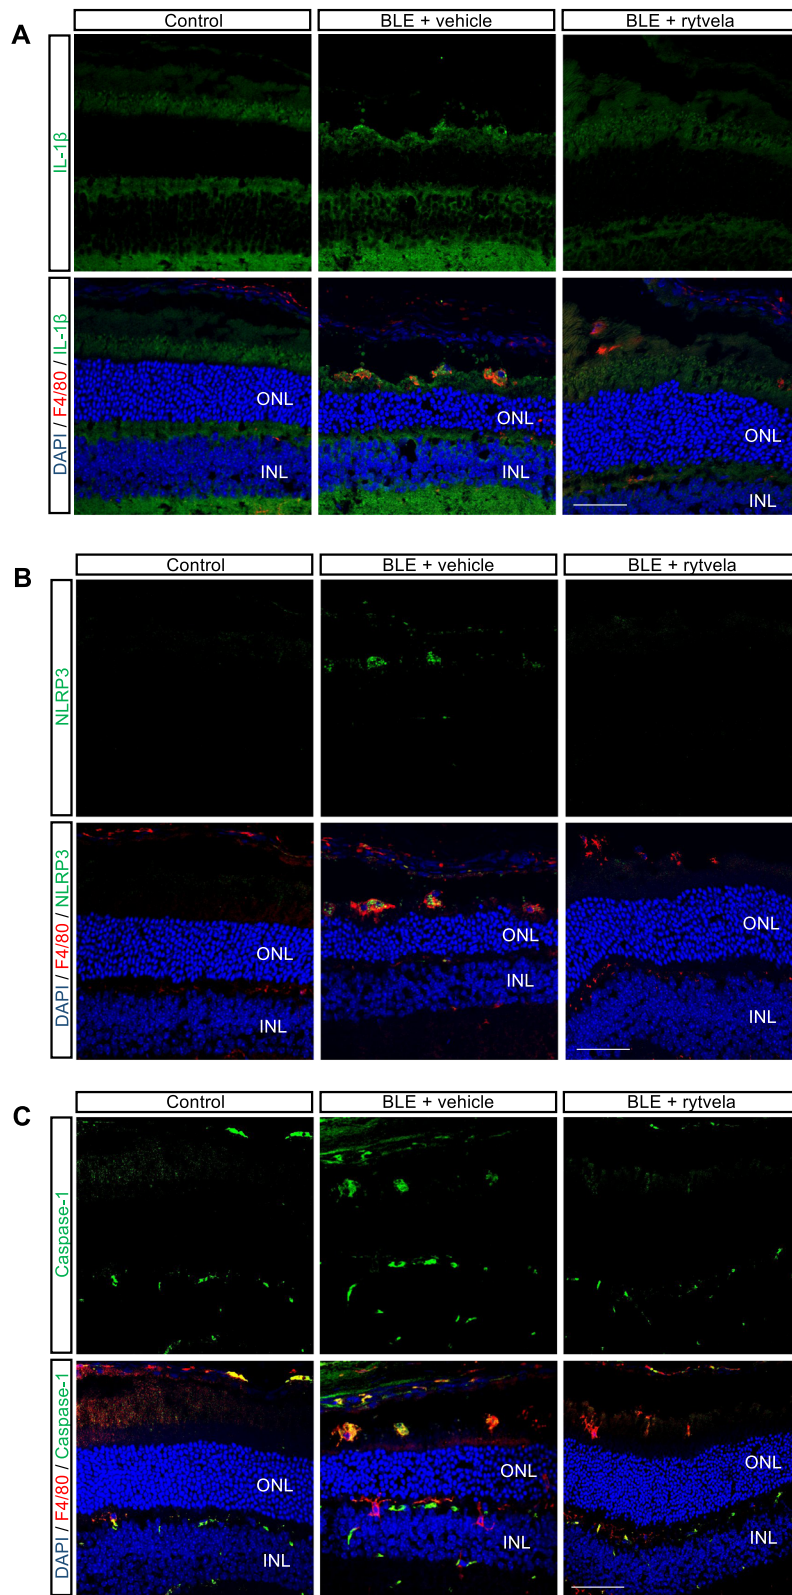 A
Control
BLE + vehicle
BLE + rytvela
IL-1β
DAPI / F4/80 / IL-1β
ONL
ONL
ONL
INL
INL
INL
B
Control
BLE + vehicle
BLE + rytvela
NLRP3
DAPI / F4/80 / NLRP3
ONL
ONL
ONL
INL
INL
INL
C
Control
BLE + vehicle
BLE + rytvela
Caspase-1
DAPI / F4/80 / Caspase-1
ONL
ONL
ONL
INL
INL
INL